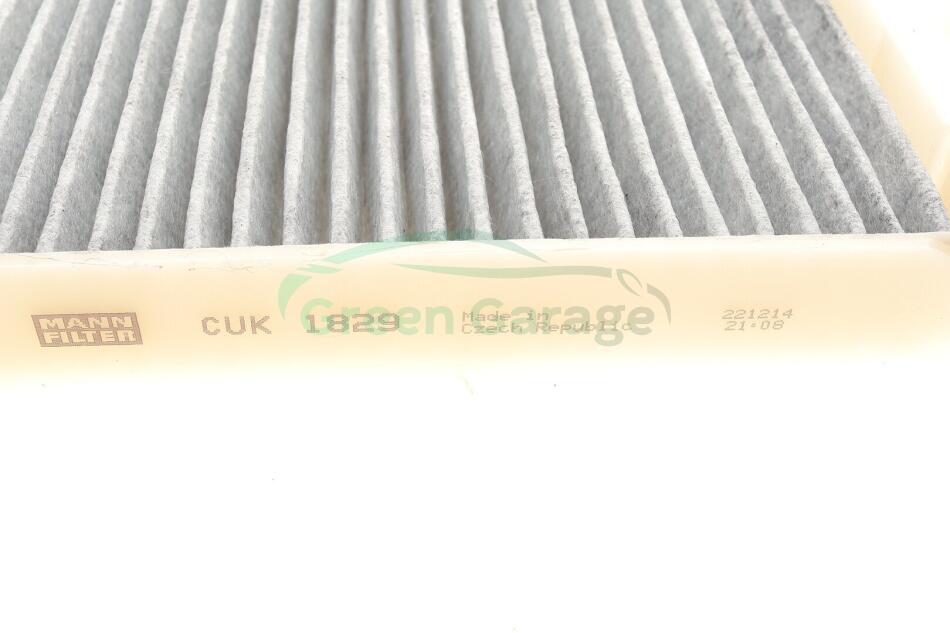 MANN
FILTER
CUK 1829
Made in
Czech Republic
221214
21:08
Green Garage